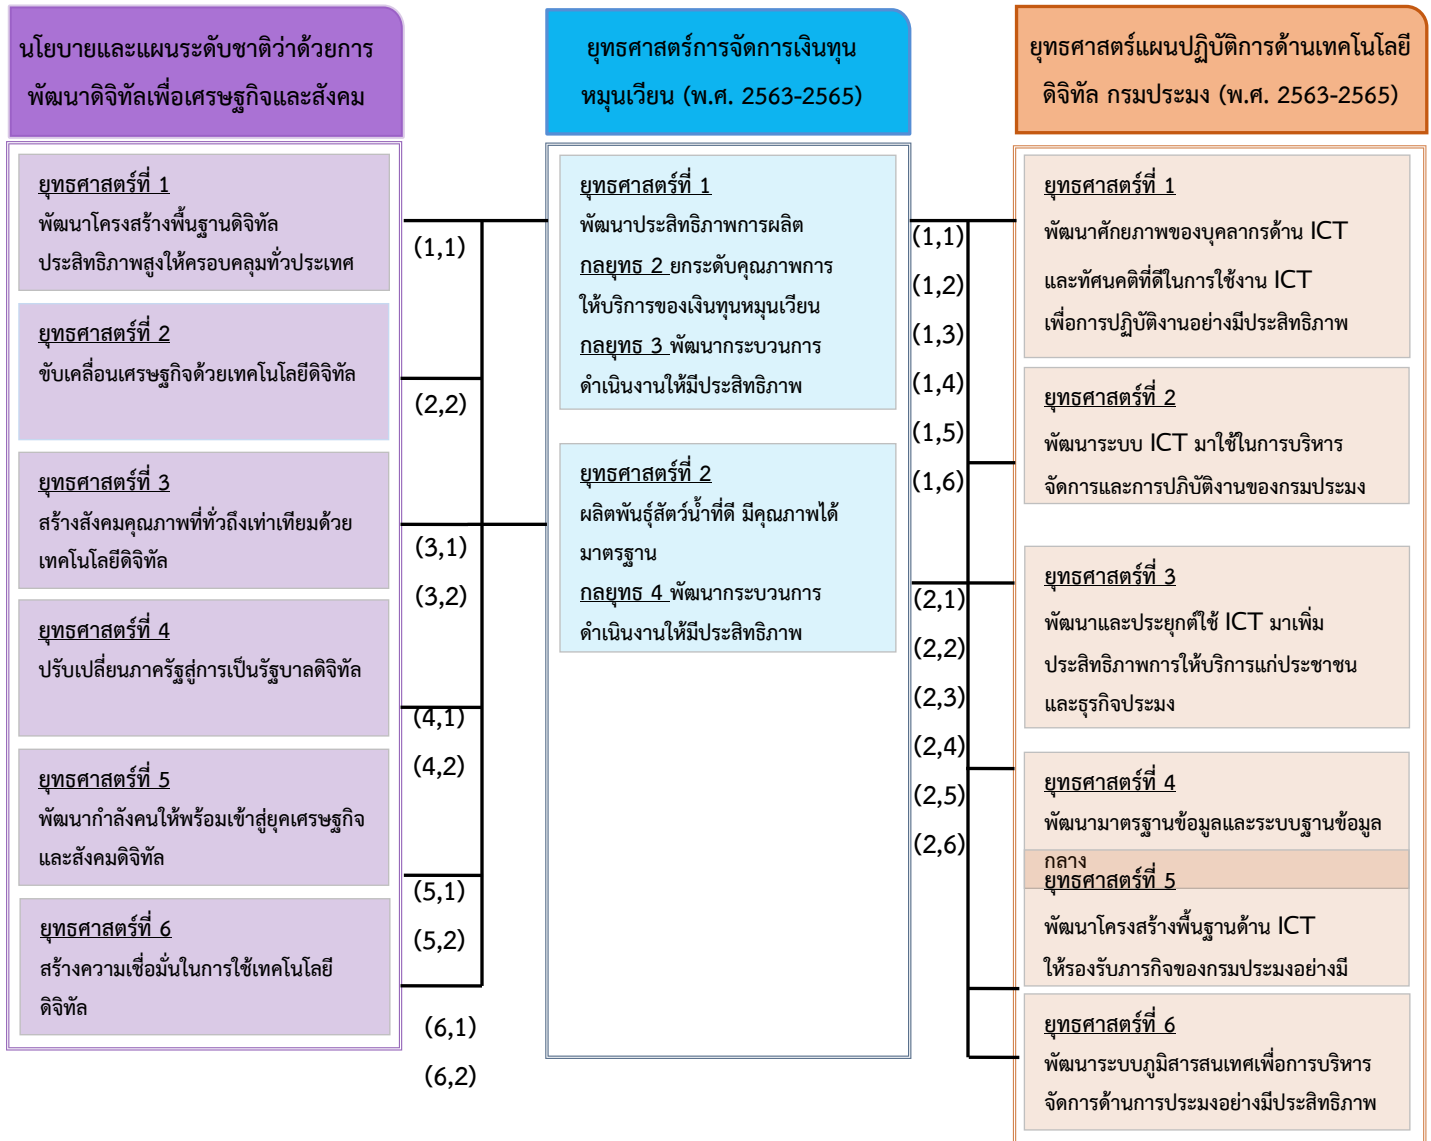 นโยบายและแผนระดับชาติว่าด้วยการ
พัฒนาดิจิทัลเพื่อเศรษฐกิจและสังคม
ยุทธศาสตร์ที่ 1
พัฒนาโครงสร้างพื้นฐานดิจิทัล
ประสิทธิภาพสูงให้ครอบคลุมทั่วประเทศ
ยุทธศาสตร์ที่ 2
ขับเคลื่อนเศรษฐกิจด้วยเทคโนโลยีดิจิทัล
ยุทธศาสตร์ที่ 3
สร้างสังคมคุณภาพที่ทั่วถึงเท่าเทียมด้วย
เทคโนโลยีดิจิทัล
ยุทธศาสตร์ที่ 4
ปรับเปลี่ยนภาครัฐสู่การเป็นรัฐบาลดิจิทัล
ยุทธศาสตร์ที่ 5
พัฒนากำลังคนให้พร้อมเข้าสู่ยุคเศรษฐกิจ
และสังคมดิจิทัล
ยุทธศาสตร์ที่ 6
สร้างความเชื่อมั่นในการใช้เทคโนโลยี
ดิจิทัล
(1,1)
(2,2)
(3,1)
(3,2)
(4,1)
(4,2)
(5,1)
(5,2)
(6,1)
(6,2)
ยุทธศาสตร์การจัดการเงินทุน
หมุนเวียน (พ.ศ. 2563-2565)
ยุทธศาสตร์ที่ 1
พัฒนาประสิทธิภาพการผลิต
กลยุทธ 2 ยกระดับคุณภาพการ
ให้บริการของเงินทุนหมุนเวียน
กลยุทธ 3 พัฒนากระบวนการ
ดำเนินงานให้มีประสิทธิภาพ
ยุทธศาสตร์ที่ 2
ผลิตพันธุ์สัตว์น้ำที่ดี มีคุณภาพได้
มาตรฐาน
กลยุทธ 4 พัฒนากระบวนการ
ดำเนินงานให้มีประสิทธิภาพ
(1,1)
(1,2)
(1,3)
(1,4)
(1,5)
(1,6)
(2,1)
(2,2)
(2,3)
(2,4)
(2,5)
(2,6)
ยุทธศาสตร์แผนปฏิบัติการด้านเทคโนโลยี
ดิจิทัล กรมประมง (พ.ศ. 2563-2565)
ยุทธศาสตร์ที่ 1
พัฒนาศักยภาพของบุคลากรด้าน ICT
และทัศนคติที่ดีในการใช้งาน ICT
เพื่อการปฏิบัติงานอย่างมีประสิทธิภาพ
ยุทธศาสตร์ที่ 2
พัฒนาระบบ ICT มาใช้ในการบริหาร
จัดการและการปภิบัติงานของกรมประมง
ยุทธศาสตร์ที่ 3
พัฒนาและประยุกต์ใช้ ICT มาเพิ่ม
ประสิทธิภาพการให้บริการแก่ประชาชน
และธุรกิจประมง
ยุทธศาสตร์ที่ 4
พัฒนามาตรฐานข้อมูลและระบบฐานข้อมูล
กลาง
ยุทธศาสตร์ที่ 5
พัฒนาโครงสร้างพื้นฐานด้าน ICT
ให้รองรับภารกิจของกรมประมงอย่างมี
ยุทธศาสตร์ที่ 6
พัฒนาระบบภูมิสารสนเทศเพื่อการบริหาร
จัดการด้านการประมงอย่างมีประสิทธิภาพ